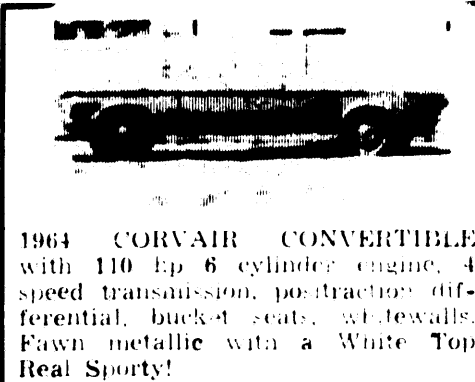 1964 CORVAIR CONVERTIBLE
with 110 hp 6 cylinder engine, 4
speed transmission, positraction dif-
ferential, bucket seats, whitewalls.
Fawn metallic with a White Top
Real Sporty!